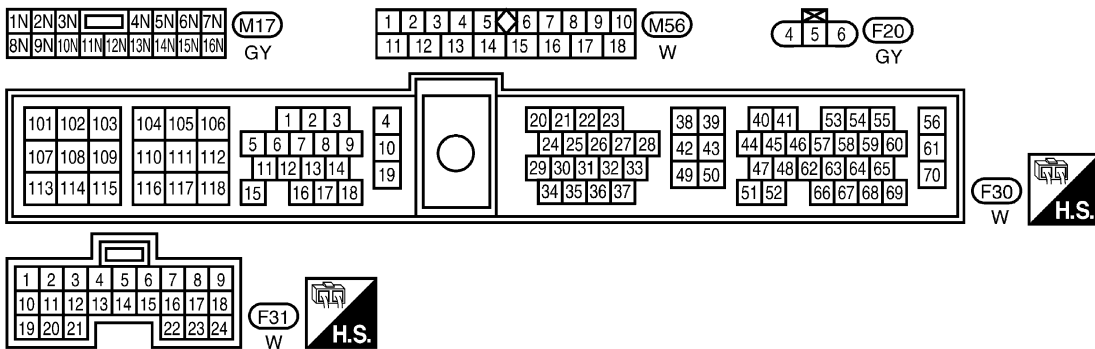 1N 2N 3N 4N 5N 6N 7N
8N 9N 10N 11N 12N 13N 14N 15N 16N
M17
GY
1 2 3 4 5 6 7 8 9 10
11 12 13 14 15 16 17 18
M56
W
4 5 6
F20
GY
101 102 103 104 105 106 1 2 3 4 20 21 22 23 38 39 40 41 53 54 55 56
107 108 109 110 111 112 5 6 7 8 9 10 24 25 26 27 28 42 43 44 45 46 57 58 59 60 61
11 12 13 14 19 29 30 31 32 33 49 50 47 48 62 63 64 65 70
113 114 115 116 117 118 15 16 17 18 34 35 36 37 51 52 66 67 68 69
F30
W
H.S.
1 2 3 4 5 6 7 8 9
10 11 12 13 14 15 16 17 18
19 20 21 22 23 24
F31
W
H.S.